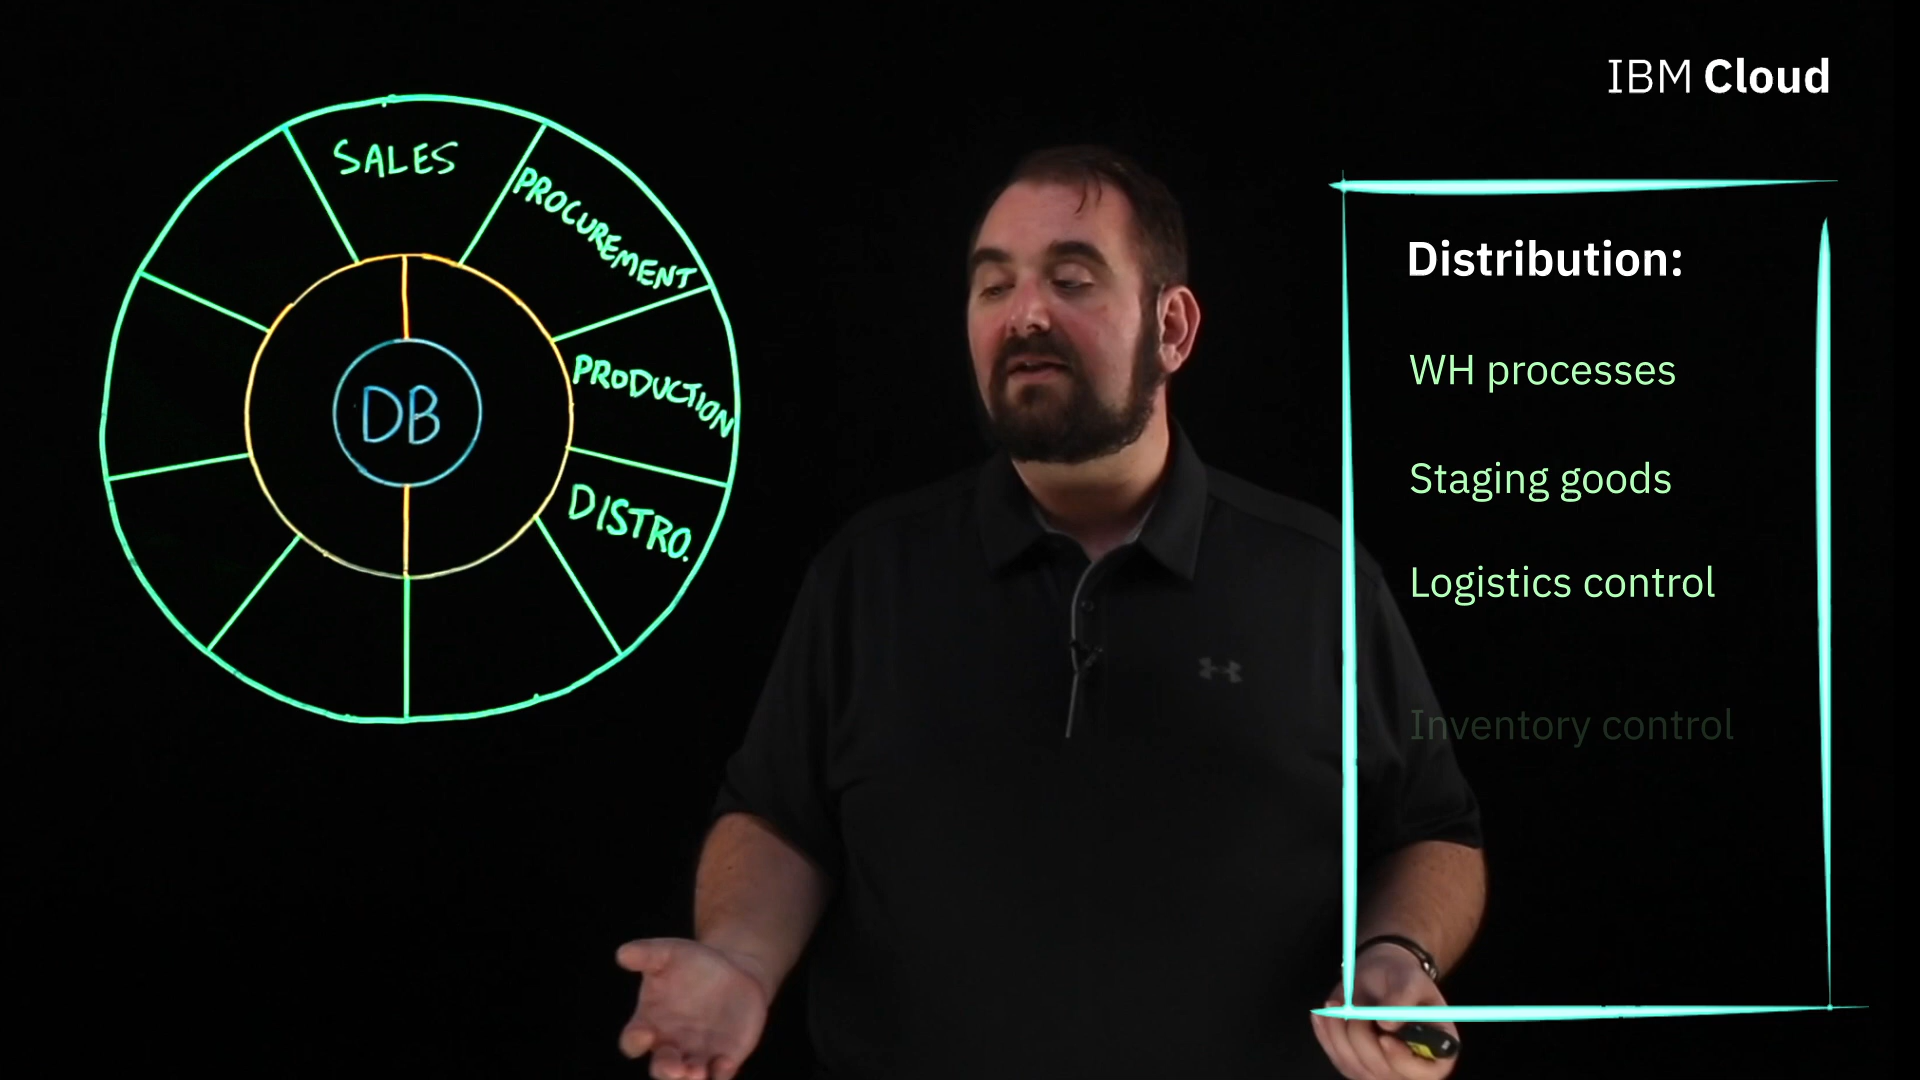 IBM Cloud
SALES
PROCUREMENT
PRODUCTION
DISTRO.
DB
Distribution:
WH processes
Staging goods
Logistics control
Inventory control